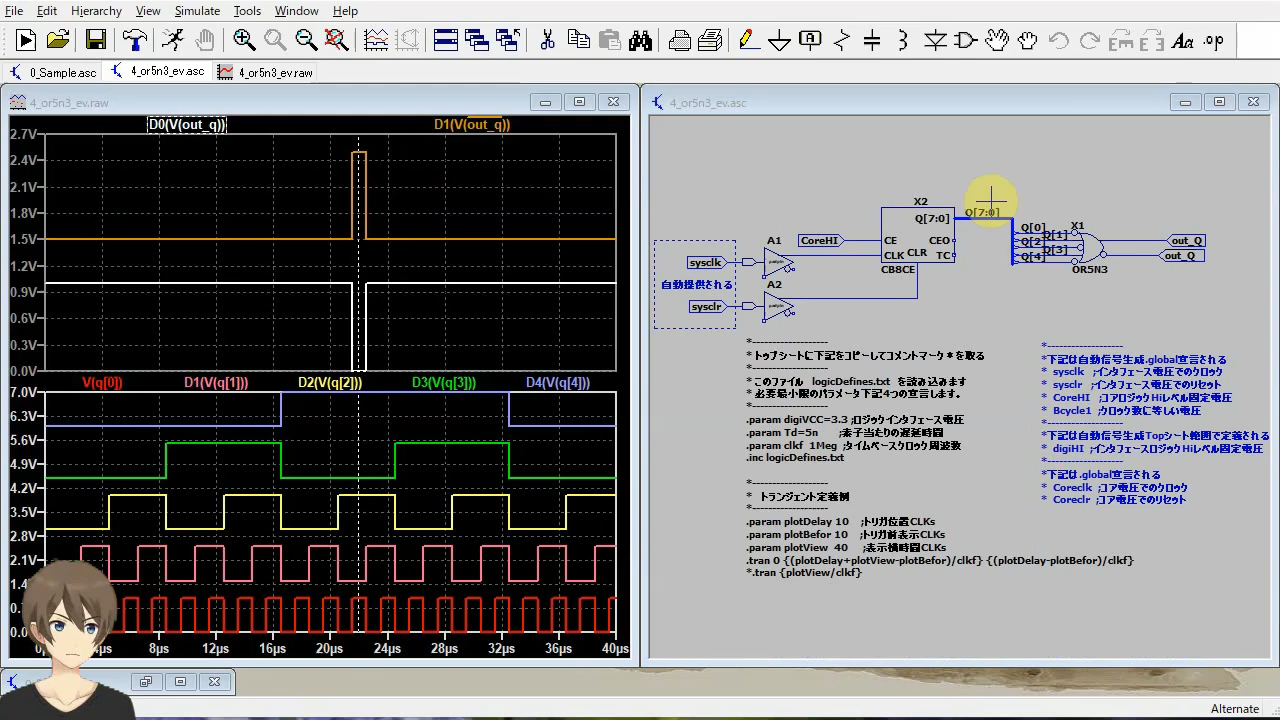 File Edit Hierarchy View Simulate Tools Window Help
Aa .op
0_Sample.asc 4_or5n3_ev.asc 4_or5n3_ev.raw
4_or5n3_ev.raw
D0(V(out_q)) D1(V(out_q))
2.7V
2.4V
2.1V
1.8V
1.5V
1.2V
0.9V
0.6V
0.3V
0.0V
V(q[0]) D1(V(q[1])) D2(V(q[2])) D3(V(q[3])) D4(V(q[4]))
7.0V
6.3V
5.6V
4.9V
4.2V
3.5V
2.8V
2.1V
8µs 12µs 16µs 20µs 24µs 28µs 32µs 36µs 40µs
4_or5n3_ev.asc
X2
Q[7:0] Q[7:0]
CoreHI CE CEO
CLK CLR TC
CB8CE
A1
sysclk
自動提供される
A2
sysclr
Q[0] X1
Q[1]
Q[2]
Q[3]
Q[4]
OR5N3
out_Q
out_Q
*--------------------
* トップシートに下記をコピーしてコメントマーク * を取る
*--------------------
* このファイル logicDefines.txt を読み込みます
* 必要最小限のパラメータ下記4つの宣言します。
*--------------------
.param digiVCC=3.3 ;ロジックインタフェース電圧
.param Td=5n ;素子当たりの遅延時間
.param clkf 1Meg ;タイムベースクロック周波数
.inc logicDefines.txt
*--------------------
* トランジェント定義例
*--------------------
.param plotDelay 10 ;トリガ位置CLKs
.param plotBefor 10 ;トリガ前表示CLKs
.param plotView 40 ;表示横時間CLKs
.tran 0 {(plotDelay+plotView-plotBefor)/clkf} {(plotDelay-plotBefor)/clkf}
*.tran {plotView/clkf}
*--------------------
*下記は自動信号生成.global宣言される
* sysclk ;インタフェース電圧でのクロック
* sysclr ;インタフェース電圧でのリセット
* CoreHI ;コアロジックHiレベル固定電圧
* Bcycle1 ;クロック数に等しい電圧
*--------------------
*下記は自動信号生成Topシート範囲で定義される
* digiHI ;インタフェースロジックHiレベル固定電圧
*--------------------
*下記は.global宣言される
* Coreclk ;コア電圧でのクロック
* Coreclr ;コア電圧でのリセット
Alternate